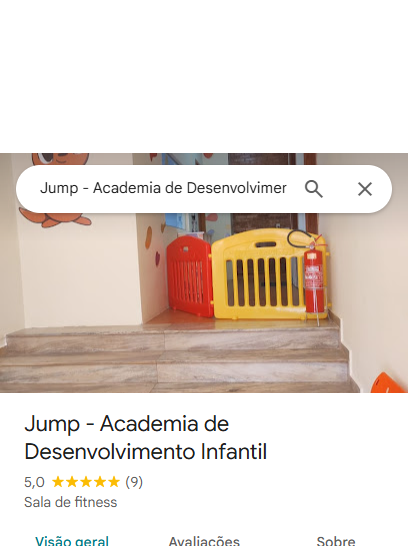 Jump - Academia de Desenvolvimer
Jump - Academia de
Desenvolvimento Infantil
5,0 ★★★★★ (9)
Sala de fitness
Visão geral Avaliações Sobre